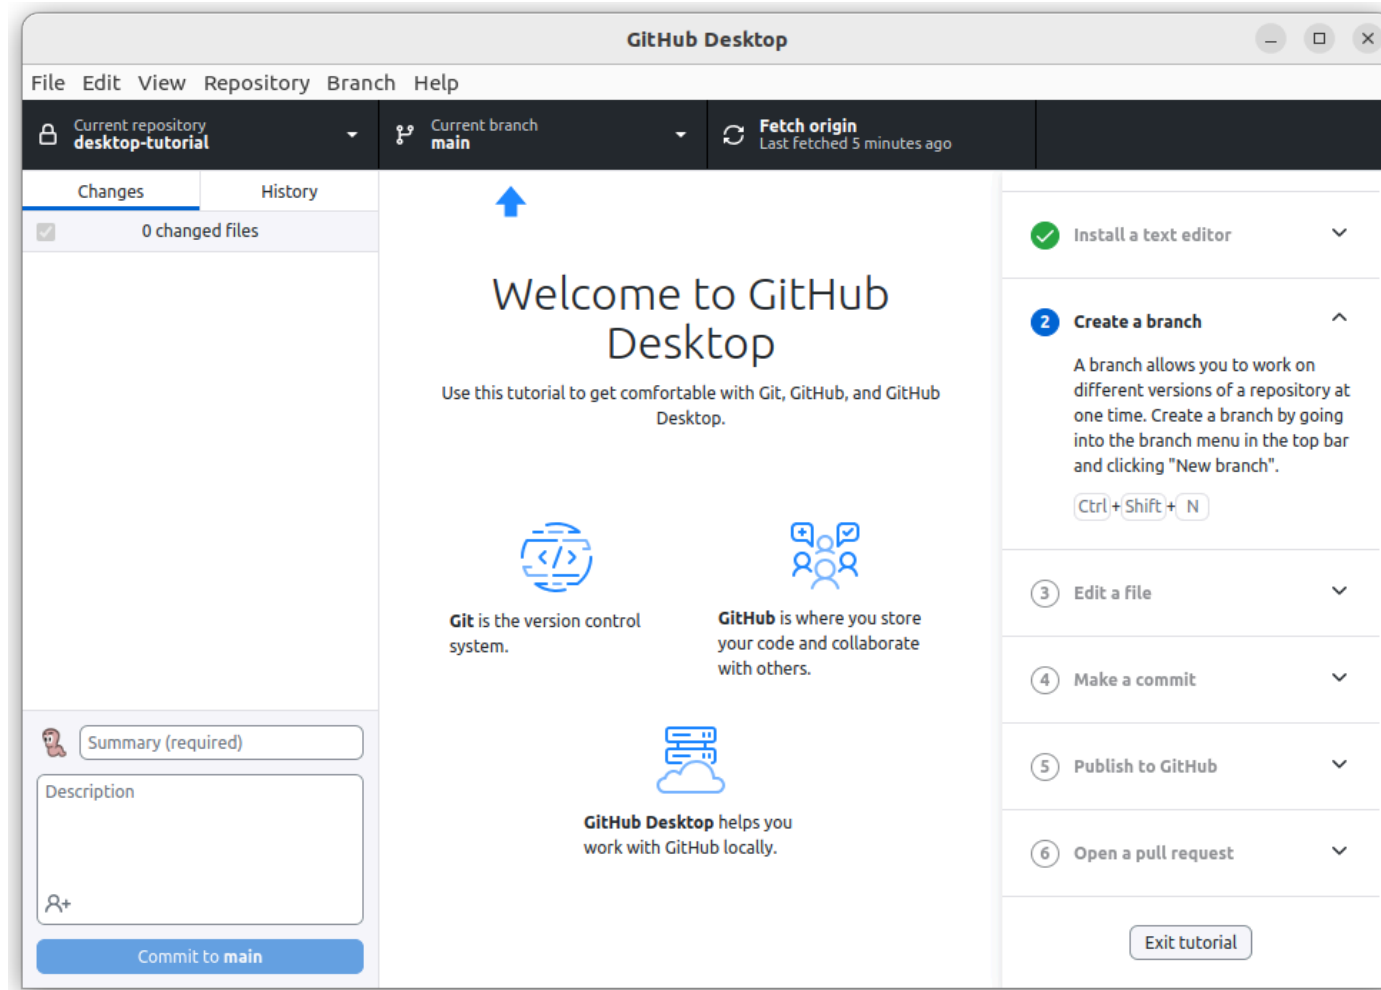 GitHub Desktop
File Edit View Repository Branch Help
Current repository
desktop-tutorial
Current branch
main
Fetch origin
Last fetched 5 minutes ago
Changes
History
0 changed files
Summary (required)
Description
Commit to main
Welcome to GitHub
Desktop
Use this tutorial to get comfortable with Git, GitHub, and GitHub
Desktop.
Git is the version control
system.
GitHub is where you store
your code and collaborate
with others.
GitHub Desktop helps you
work with GitHub locally.
Install a text editor
2 Create a branch
A branch allows you to work on
different versions of a repository at
one time. Create a branch by going
into the branch menu in the top bar
and clicking "New branch".
Ctrl + Shift + N
3 Edit a file
4 Make a commit
5 Publish to GitHub
6 Open a pull request
Exit tutorial